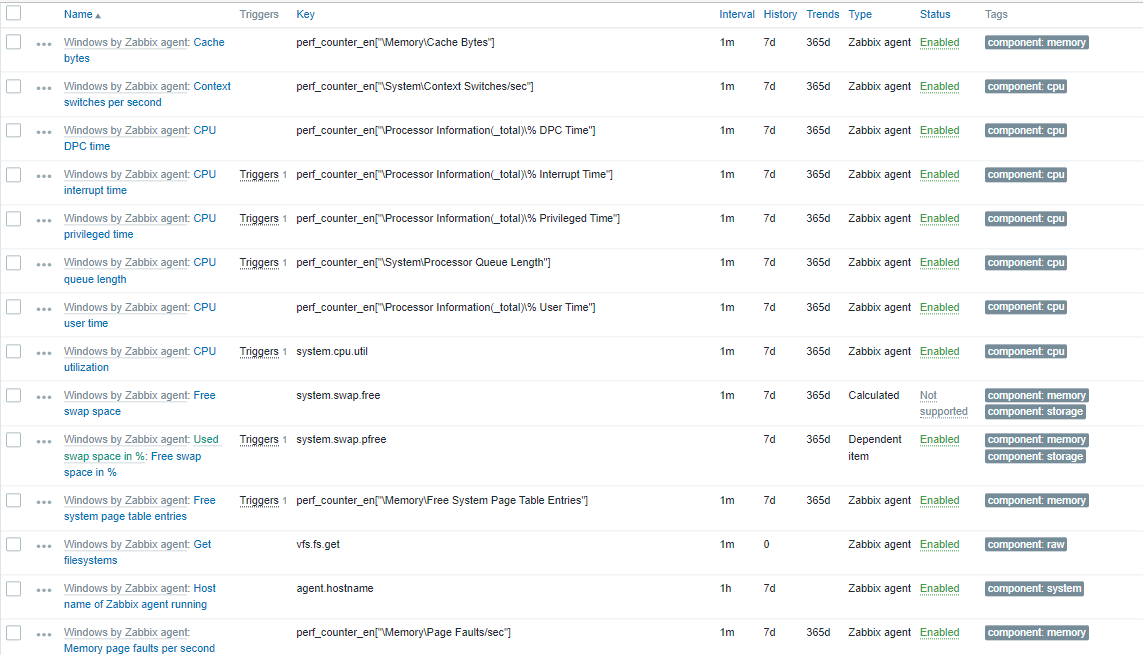 Name ▲ Triggers Key Interval History Trends Type Status Tags
Windows by Zabbix agent: Cache perf_counter_en["\Memory\Cache Bytes"] 1m 7d 365d Zabbix agent Enabled component: memory
bytes
Windows by Zabbix agent: Context perf_counter_en["\System\Context Switches/sec"] 1m 7d 365d Zabbix agent Enabled component: cpu
switches per second
Windows by Zabbix agent: CPU perf_counter_en["\Processor Information(_total)\% DPC Time"] 1m 7d 365d Zabbix agent Enabled component: cpu
DPC time
Windows by Zabbix agent: CPU Triggers 1 perf_counter_en["\Processor Information(_total)\% Interrupt Time"] 1m 7d 365d Zabbix agent Enabled component: cpu
interrupt time
Windows by Zabbix agent: CPU Triggers 1 perf_counter_en["\Processor Information(_total)\% Privileged Time"] 1m 7d 365d Zabbix agent Enabled component: cpu
privileged time
Windows by Zabbix agent: CPU Triggers 1 perf_counter_en["\System\Processor Queue Length"] 1m 7d 365d Zabbix agent Enabled component: cpu
queue length
Windows by Zabbix agent: CPU perf_counter_en["\Processor Information(_total)\% User Time"] 1m 7d 365d Zabbix agent Enabled component: cpu
user time
Windows by Zabbix agent: CPU Triggers 1 system.cpu.util 1m 7d 365d Zabbix agent Enabled component: cpu
utilization
Windows by Zabbix agent: Free system.swap.free 1m 7d 365d Calculated Not component: memory
swap space supported component: storage
Windows by Zabbix agent: Used Triggers 1 system.swap.pfree 7d 365d Dependent Enabled component: memory
swap space in %: Free swap item component: storage
space in %
Windows by Zabbix agent: Free Triggers 1 perf_counter_en["\Memory\Free System Page Table Entries"] 1m 7d 365d Zabbix agent Enabled component: memory
system page table entries
Windows by Zabbix agent: Get vfs.fs.get 1m 0 Zabbix agent Enabled component: raw
filesystems
Windows by Zabbix agent: Host agent.hostname 1h 7d Zabbix agent Enabled component: system
name of Zabbix agent running
Windows by Zabbix agent: perf_counter_en["\Memory\Page Faults/sec"] 1m 7d 365d Zabbix agent Enabled component: memory
Memory page faults per second